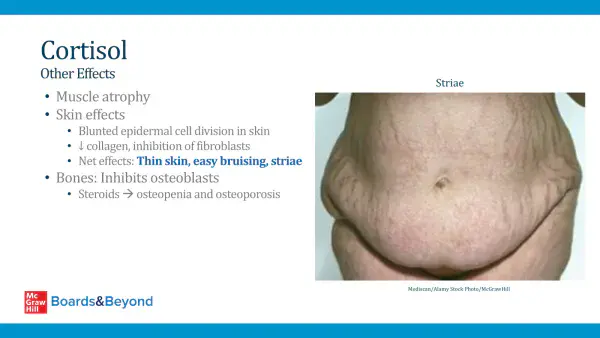 Cortisol
Other Effects
• Muscle atrophy
• Skin effects
• Blunted epidermal cell division in skin
• ↓ collagen, inhibition of fibroblasts
• Net effects: Thin skin, easy bruising, striae
• Bones: Inhibits osteoblasts
• Steroids → osteopenia and osteoporosis
Striae
Mediscan/Alamy Stock Photo/McGrawHill
Mc
Graw
Hill
Boards&Beyond